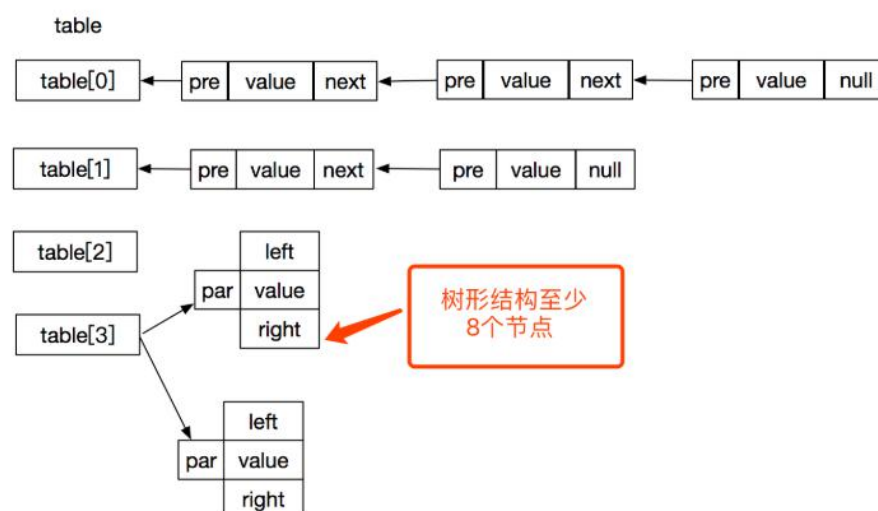 table
table[0] pre value next pre value next pre value null
table[1] pre value next pre value null
table[2]
left
par value
right
table[3]
树形结构至少
8个节点
left
par value
right